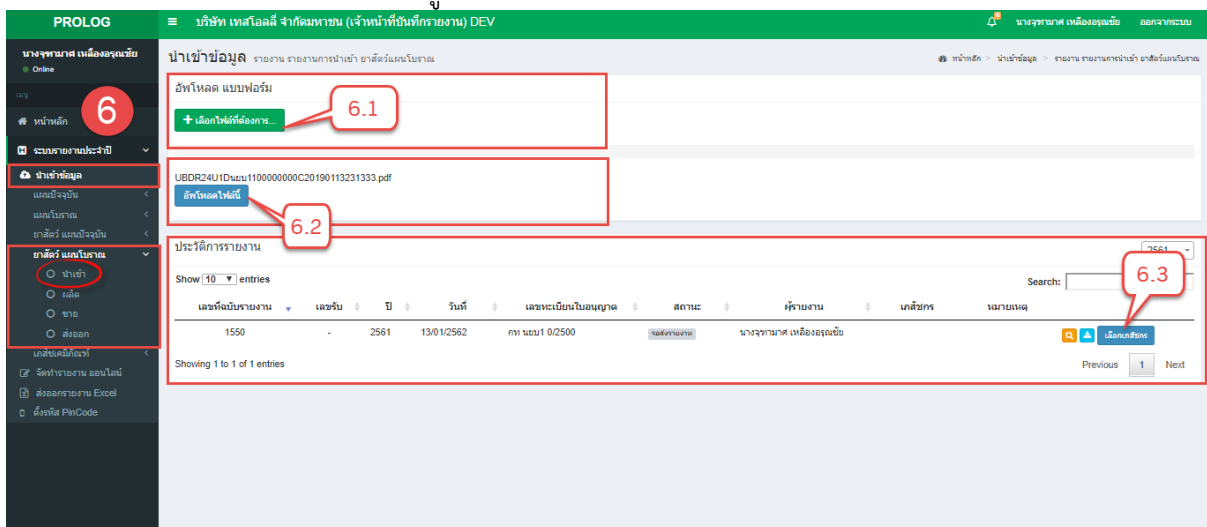 PROLOG
บริษัท เทสโอลลี่ จำกัดมหาชน (เจ้าหน้าที่บันทึกรายงาน) DEV
นางจุฑามาศ เหลืองอรุณชัย
ออกจากระบบ
นางจุฑามาศ เหลืองอรุณชัย
Online
เมนู
6
หน้าหลัก
ระบบรายงานประจำปี
นำเข้าข้อมูล
แผนปัจจุบัน
แผนโบราณ
ยาสัตว์ แผนปัจจุบัน
ยาสัตว์ แผนโบราณ
นำเข้า
ผลิต
ขาย
ส่งออก
เภสัชเคมีภัณฑ์
จัดทำรายงาน ออนไลน์
ส่งออกรายงาน Excel
ตั้งรหัส PinCode
นำเข้าข้อมูล รายงาน รายงานการนำเข้า ยาสัตว์แผนโบราณ
หน้าหลัก > นำเข้าข้อมูล > รายงาน รายงานการนำเข้า ยาสัตว์แผนโบราณ
อัพโหลด แบบฟอร์ม
+ เลือกไฟล์ที่ต้องการ...
6.1
UBDR24U1Dนยบ1100000000C20190113231333.pdf
อัพโหลดไฟล์นี้
6.2
ประวัติการรายงาน
2561
Show 10 entries
Search:
6.3
เลขที่ฉบับรายงาน เลขรับ ปี วันที่ เลขทะเบียนใบอนุญาต สถานะ ผู้รายงาน เภสัชกร หมายเหตุ
1550 - 2561 13/01/2562 กท นยบ1 0/2500 รอส่งรายงาน นางจุฑามาศ เหลืองอรุณชัย เลือกเภสัชกร
Showing 1 to 1 of 1 entries
Previous 1 Next